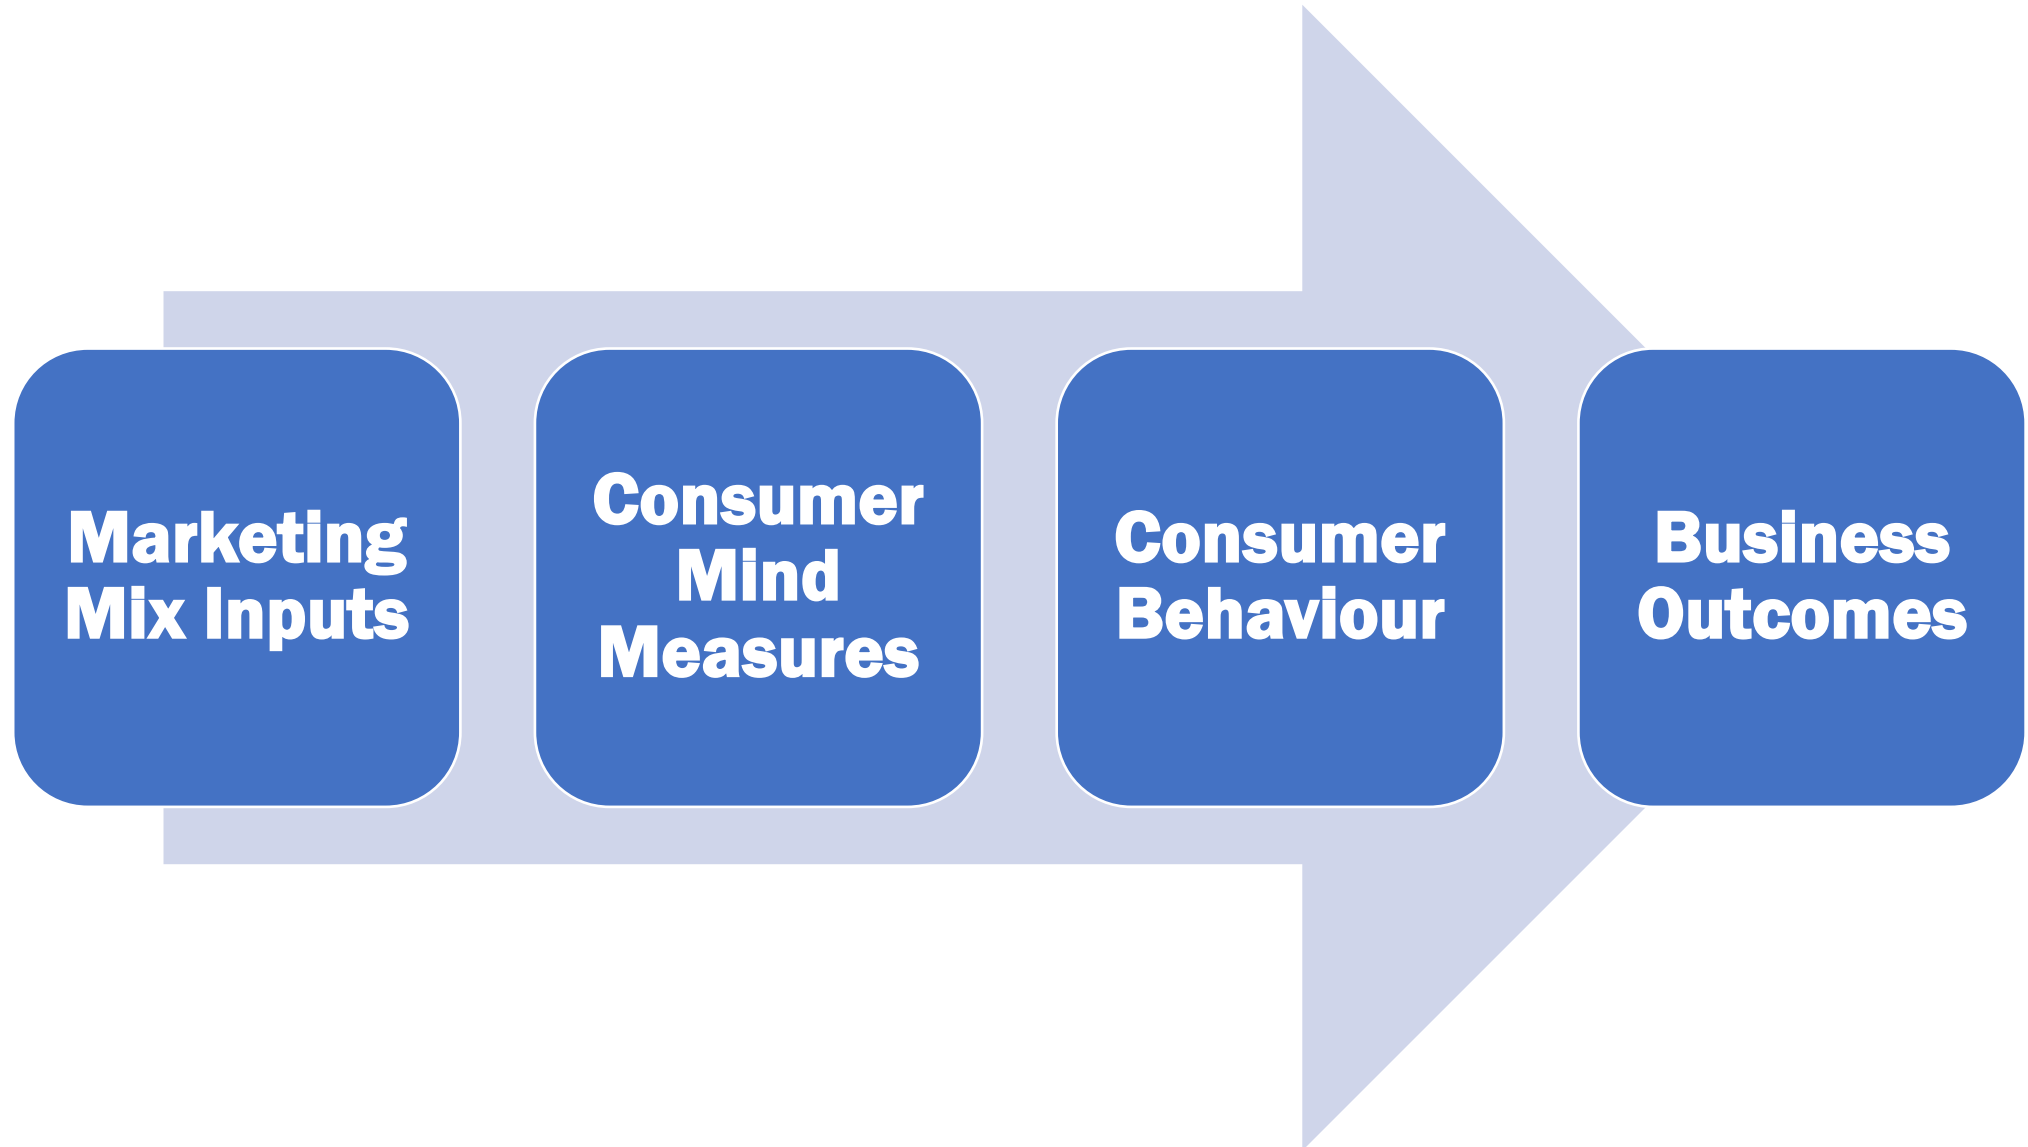 Marketing
Mix Inputs
Consumer
Mind
Measures
Consumer
Behaviour
Business
Outcomes